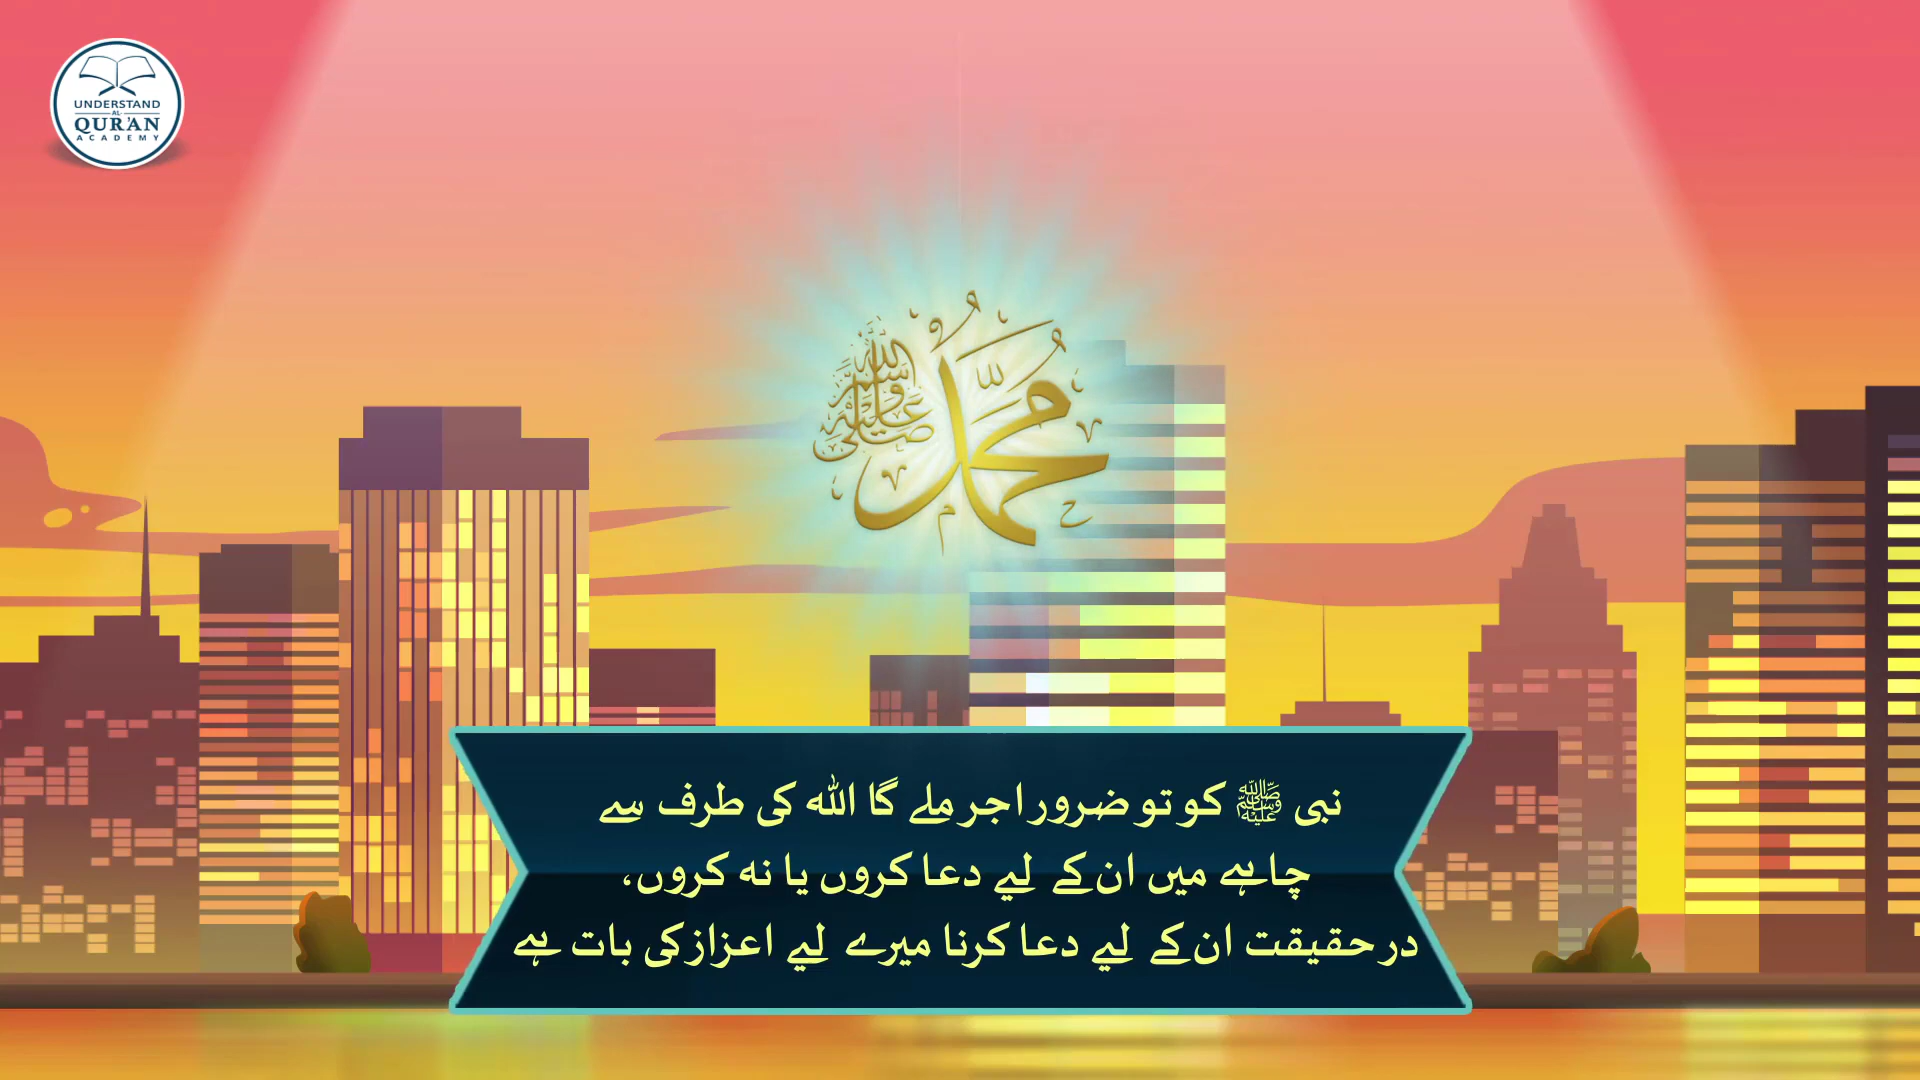 UNDERSTAND
AL-
QUR'AN
ACADEMY
محمد
صلى الله عليه وسلم
نبی ﷺ کو تو ضرور اجر ملے گا اللہ کی طرف سے
چاہے میں ان کے لیے دعا کروں یا نہ کروں،
درحقیقت ان کے لیے دعا کرنا میرے لیے اعزاز کی بات ہے